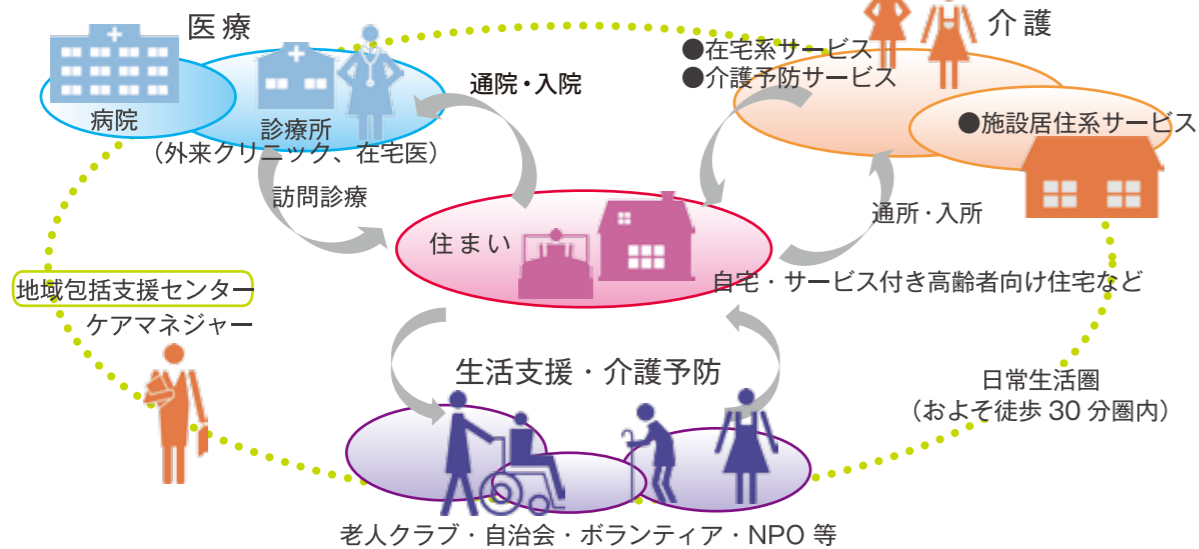 医療
介護
●在宅系サービス
●介護予防サービス
通院・入院
病院
診療所
（外来クリニック、在宅医）
●施設居住系サービス
訪問診療
通所・入所
住まい
自宅・サービス付き高齢者向け住宅など
地域包括支援センター
ケアマネジャー
生活支援・介護予防
日常生活圏
（およそ徒歩 30 分圏内）
老人クラブ・自治会・ボランティア・NPO 等